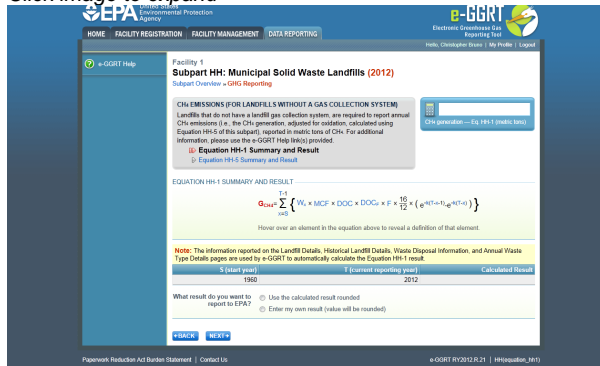 Click image to expand
EPA United States
Environmental Protection
Agency
e-GGRT
Electronic Greenhouse Gas
Reporting Tool
HOME FACILITY REGISTRATION FACILITY MANAGEMENT DATA REPORTING
Hello, Christopher Bruso | My Profile | Logout
? e-GGRT Help
Facility 1
Subpart HH: Municipal Solid Waste Landfills (2012)
Subpart Overview » GHG Reporting
CH4 EMISSIONS (FOR LANDFILLS WITHOUT A GAS COLLECTION SYSTEM)
Landfills that do not have a landfill gas collection system, are required to report annual
CH4 emissions (i.e., the CH4 generation, adjusted for oxidation, calculated using
Equation HH-5 of this subpart), reported in metric tons of CH4. For additional
information, please use the e-GGRT Help link(s) provided.
Equation HH-1 Summary and Result
Equation HH-5 Summary and Result
CH4 generation — Eq. HH-1 (metric tons)
EQUATION HH-1 SUMMARY AND RESULT
T-1
GCH4= Σ { Wx × MCF × DOC × DOCF × F × 16/12 × ( e-k(T-x-1)-e-k(T-x) ) }
x=S
Hover over an element in the equation above to reveal a definition of that element.
Note: The information reported on the Landfill Details, Historical Landfill Details, Waste Disposal Information, and Annual Waste
Type Details pages are used by e-GGRT to automatically calculate the Equation HH-1 result.
S (start year) T (current reporting year) Calculated Result
1960 2012
What result do you want to report to EPA?
Use the calculated result rounded
Enter my own result (value will be rounded)
BACK NEXT
Paperwork Reduction Act Burden Statement | Contact Us
e-GGRT RY2012.R.21 | HH(equation_hh1)